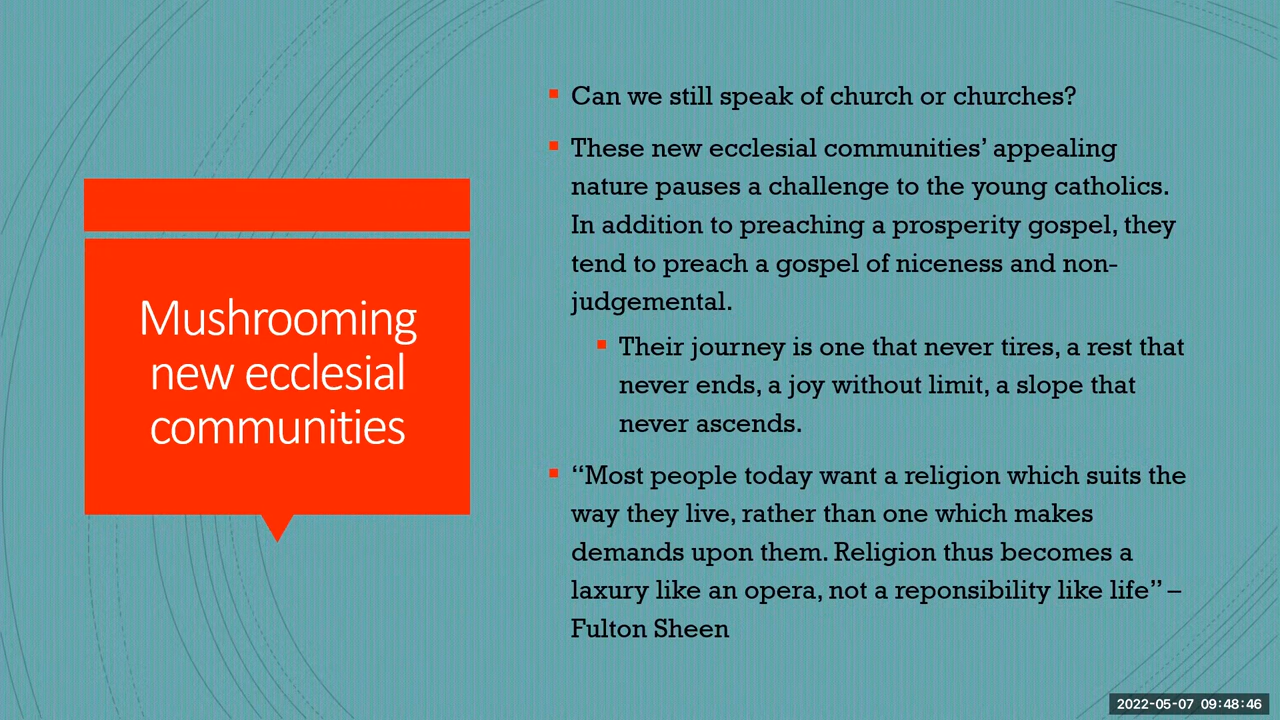 Mushrooming
new ecclesial
communities
Can we still speak of church or churches?
These new ecclesial communities’ appealing
nature pauses a challenge to the young catholics.
In addition to preaching a prosperity gospel, they
tend to preach a gospel of niceness and non-
judgemental.
Their journey is one that never tires, a rest that
never ends, a joy without limit, a slope that
never ascends.
“Most people today want a religion which suits the
way they live, rather than one which makes
demands upon them. Religion thus becomes a
laxury like an opera, not a reponsibility like life” –
Fulton Sheen
2022-05-07 09:48:46